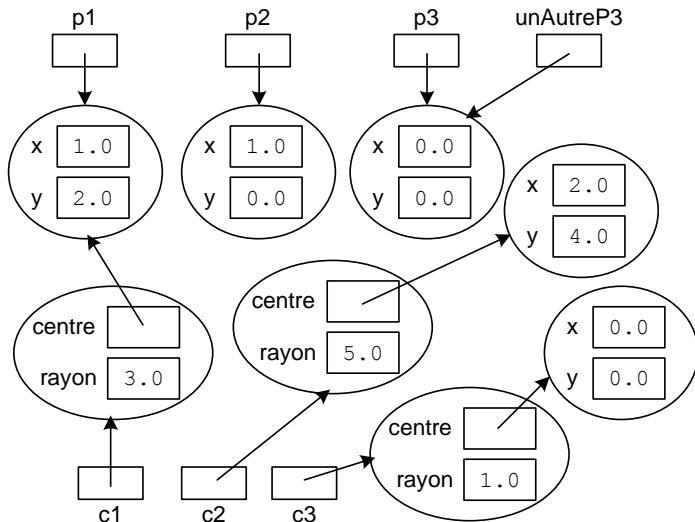 p1
p2
p3
unAutreP3
x 1.0
y 2.0
x 1.0
y 0.0
x 0.0
y 0.0
x 2.0
y 4.0
centre
rayon 3.0
centre
rayon 5.0
x 0.0
y 0.0
centre
rayon 1.0
c1
c2
c3